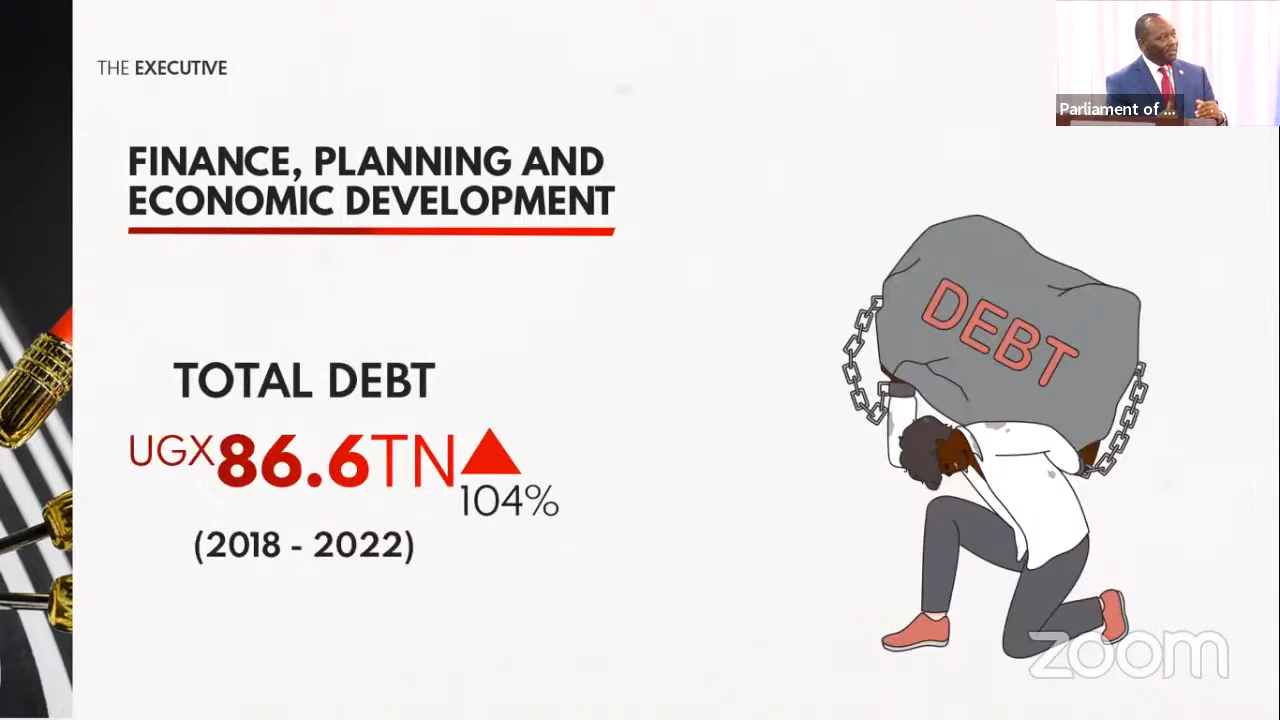 THE EXECUTIVE
Parliament of ...
FINANCE, PLANNING AND
ECONOMIC DEVELOPMENT
TOTAL DEBT
UGX86.6TN
104%
(2018 - 2022)
DEBT
zoom